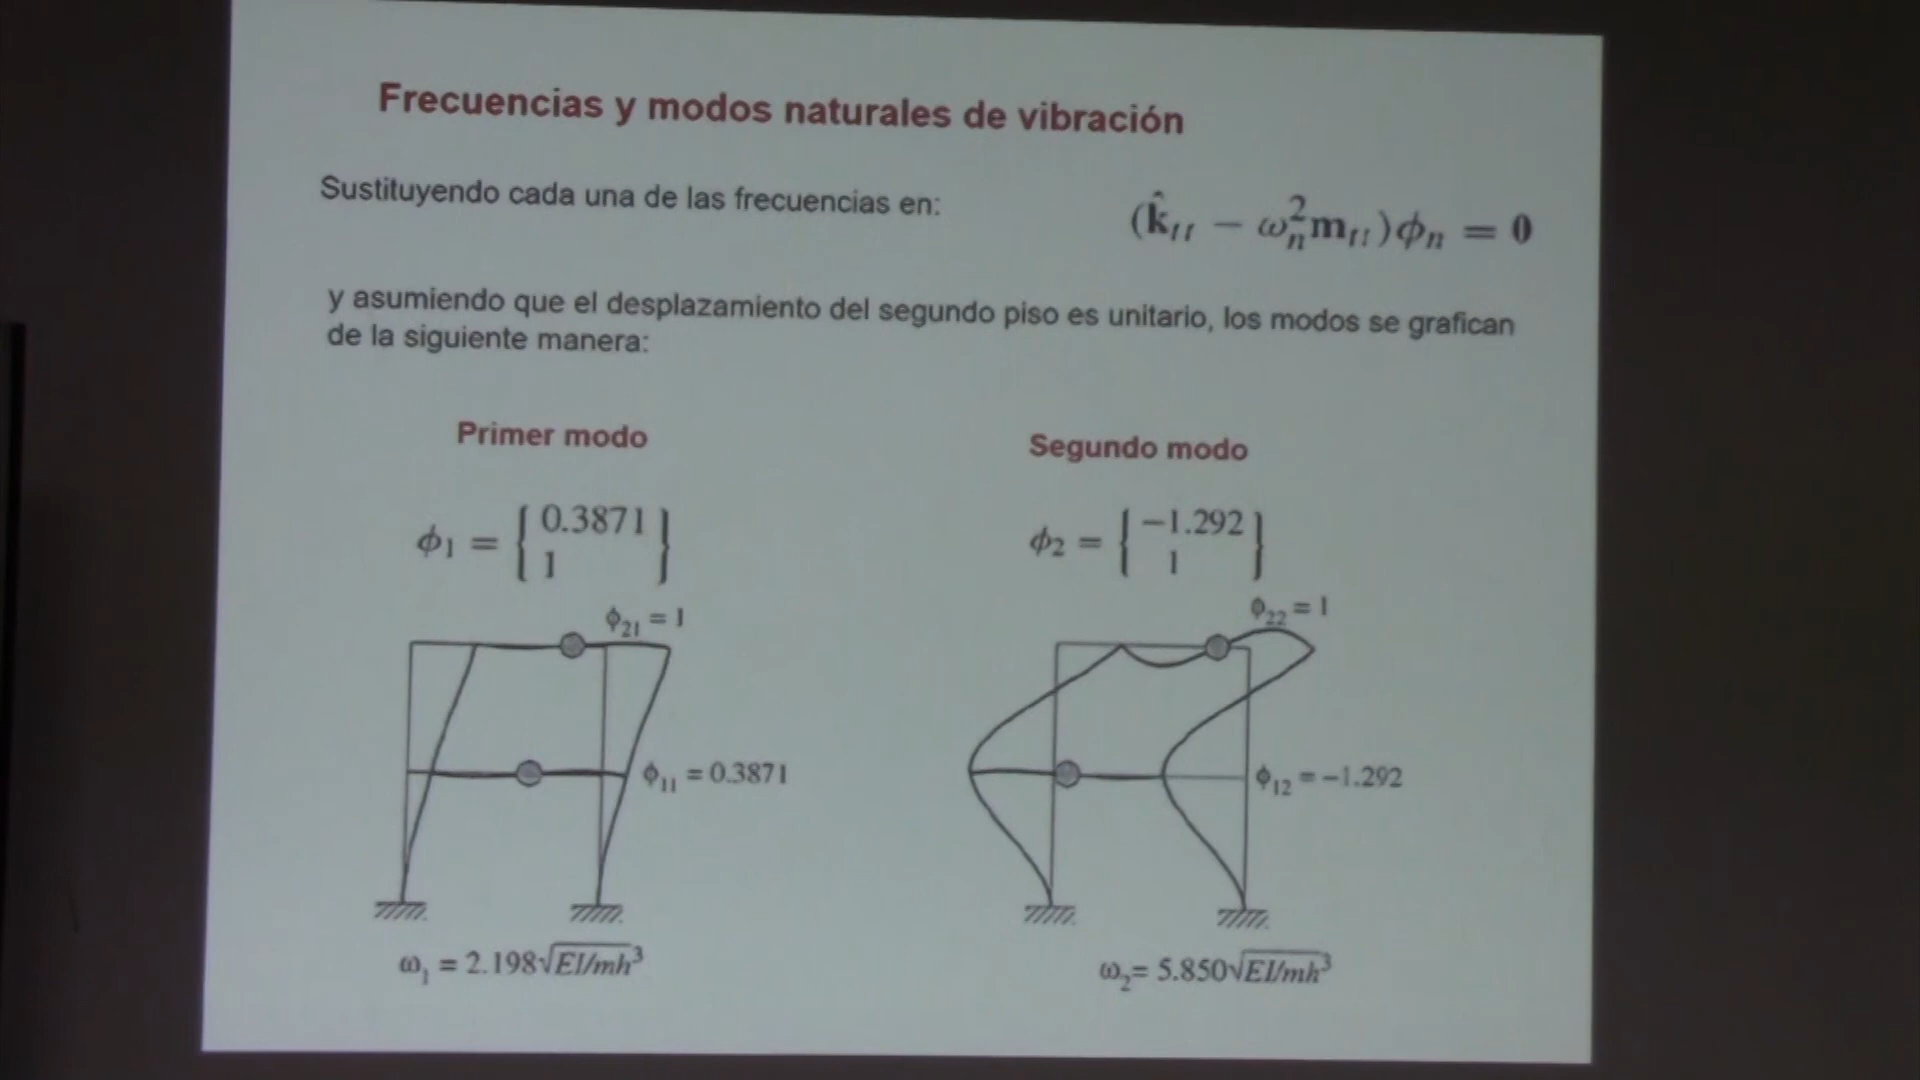 Frecuencias y modos naturales de vibración
Sustituyendo cada una de las frecuencias en:
(k̂ₜₜ − ωₙ²mₜₜ)ϕₙ = 0
y asumiendo que el desplazamiento del segundo piso es unitario, los modos se grafican
de la siguiente manera:
Primer modo
Segundo modo
ϕ₁ = { 0.3871
1 }
ϕ₂ = { −1.292
1 }
ϕ₂₁ = 1
ϕ₂₂ = 1
ϕ₁₁ = 0.3871
ϕ₁₂ = −1.292
ω₁ = 2.198√EI/mh³
ω₂= 5.850√EI/mh³